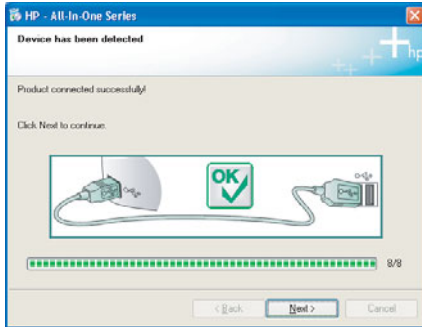 HP - All-In-One Series
Device has been detected
hp
Product connected successfully!
Click Next to continue.
OK
8/8
< Back
Next >
Cancel